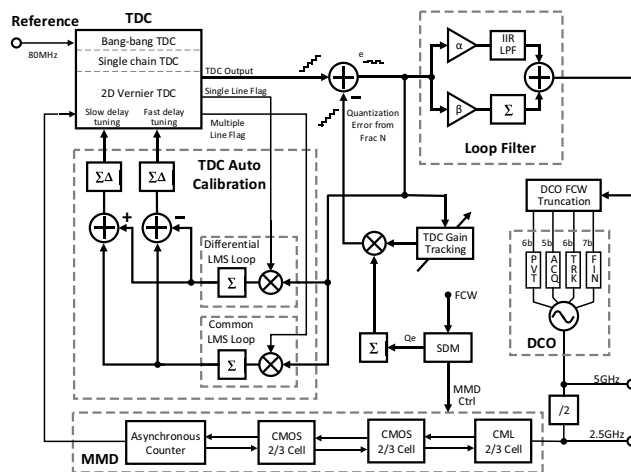 TDC
Reference
80MHz
Bang-bang TDC
Single chain TDC
2D Vernier TDC
Slow delay tuning
Fast delay tuning
TDC Output
Single Line Flag
Multiple Line Flag
e
+
−
Quantization Error from Frac N
α
β
IIR LPF
Σ
+
Loop Filter
ΣΔ
ΣΔ
TDC Auto Calibration
+
+
+
−
Differential LMS Loop
Σ
Common LMS Loop
Σ
TDC Gain Tracking
FCW
Qe
Σ
SDM
MMD Ctrl
DCO FCW Truncation
6b
5b
6b
7b
PVT
ACQ
TRK
FIN
DCO
5GHz
/2
2.5GHz
MMD
Asynchronous Counter
CMOS 2/3 Cell
CMOS 2/3 Cell
CML 2/3 Cell